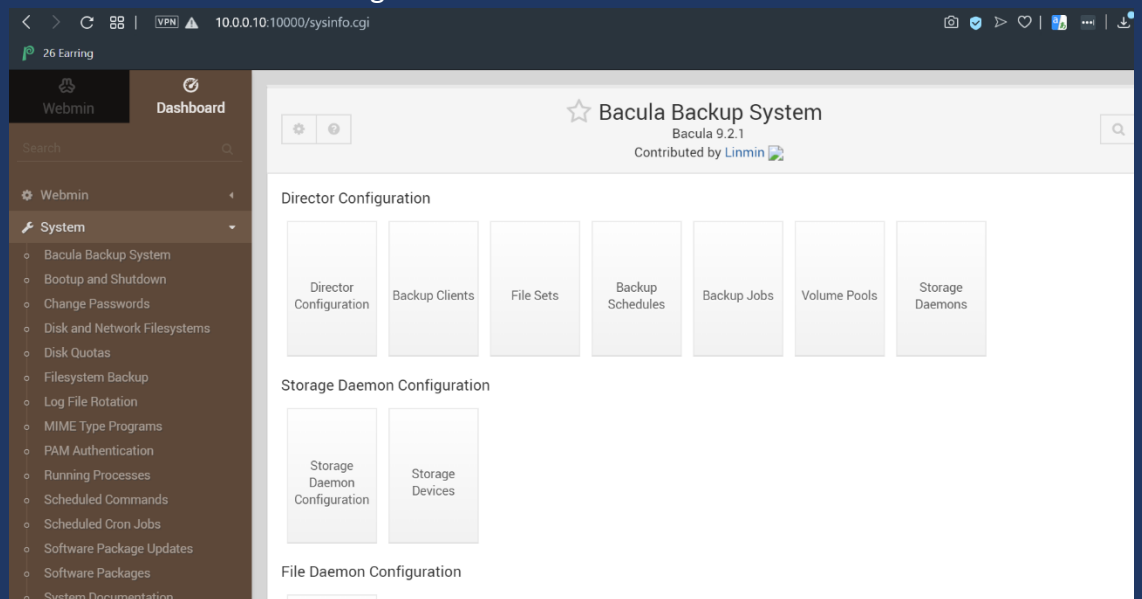 VPN
10.0.0.10:10000/sysinfo.cgi
26 Earring
Webmin
Dashboard
Search
Webmin
System
Bacula Backup System
Bootup and Shutdown
Change Passwords
Disk and Network Filesystems
Disk Quotas
Filesystem Backup
Log File Rotation
MIME Type Programs
PAM Authentication
Running Processes
Scheduled Commands
Scheduled Cron Jobs
Software Package Updates
Software Packages
System Documentation
Bacula Backup System
Bacula 9.2.1
Contributed by Linmin
Director Configuration
Director
Configuration
Backup Clients
File Sets
Backup
Schedules
Backup Jobs
Volume Pools
Storage
Daemons
Storage Daemon Configuration
Storage
Daemon
Configuration
Storage
Devices
File Daemon Configuration